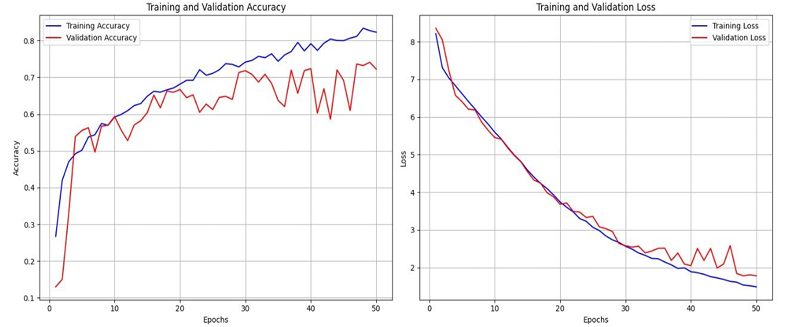 Training and Validation Accuracy
Training Accuracy
Validation Accuracy
0.8
0.7
0.6
0.5
0.4
0.3
0.2
0.1
Accuracy
0 10 20 30 40 50
Epochs
Training and Validation Loss
Training Loss
Validation Loss
8
7
6
5
4
3
2
Loss
0 10 20 30 40 50
Epochs